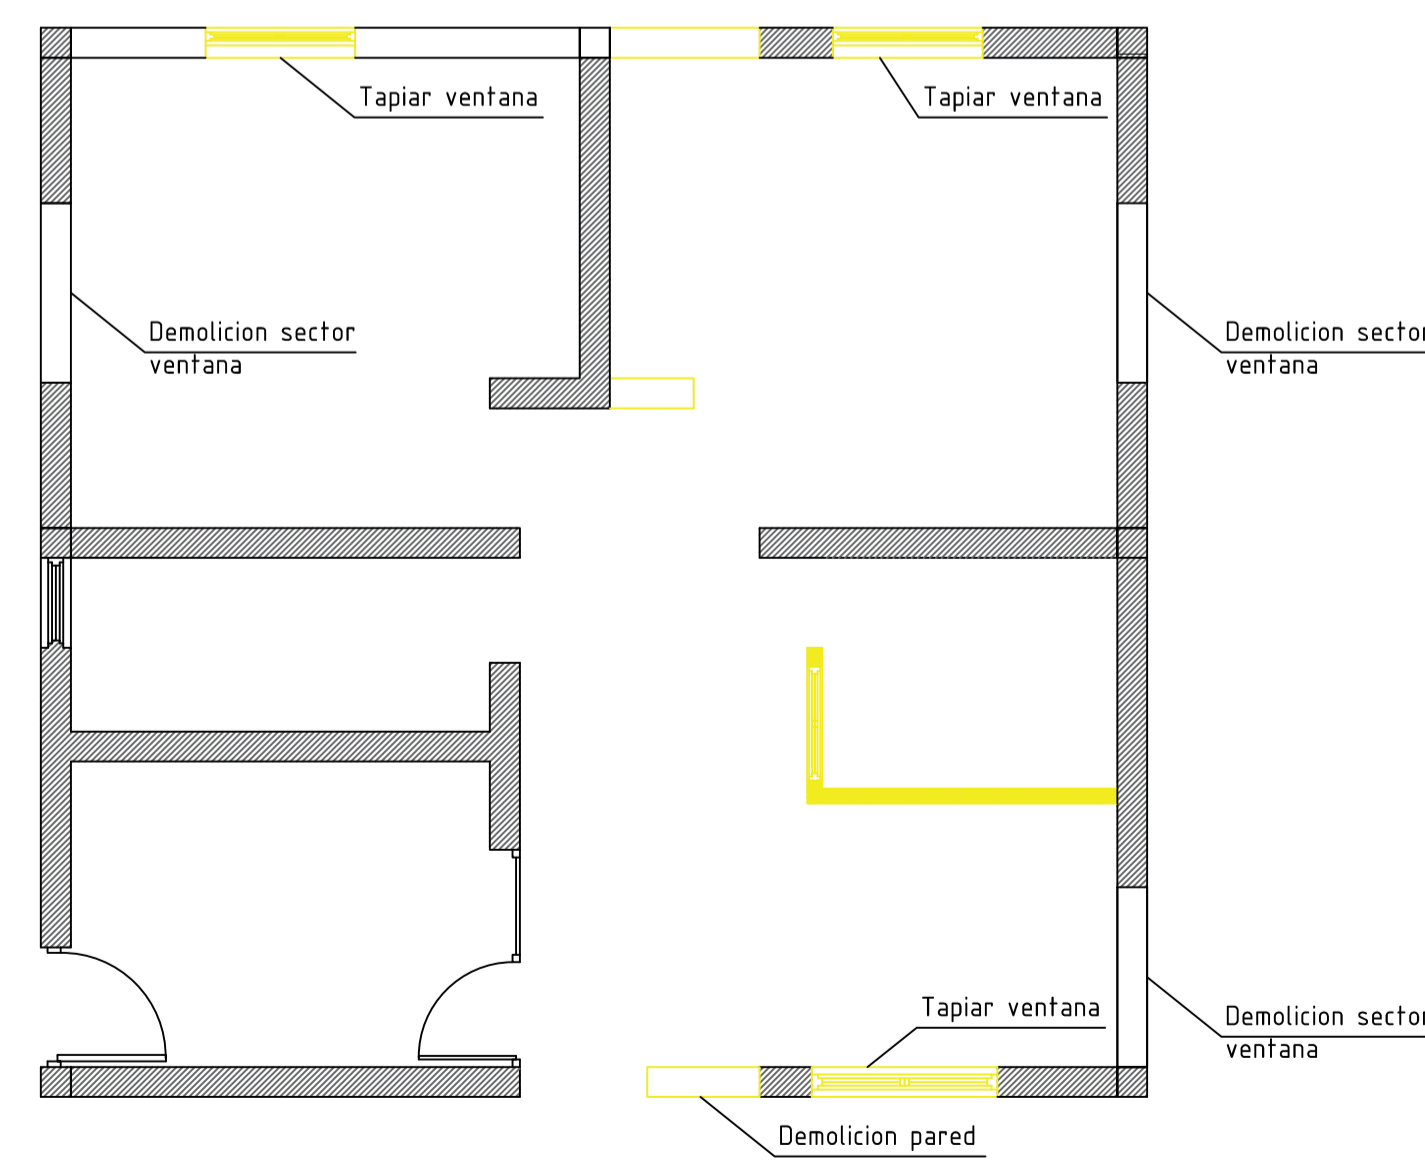 Tapiar ventana
Tapiar ventana
Demolicion sector
ventana
Demolicion sector
ventana
Tapiar ventana
Demolicion sector
ventana
Demolicion pared